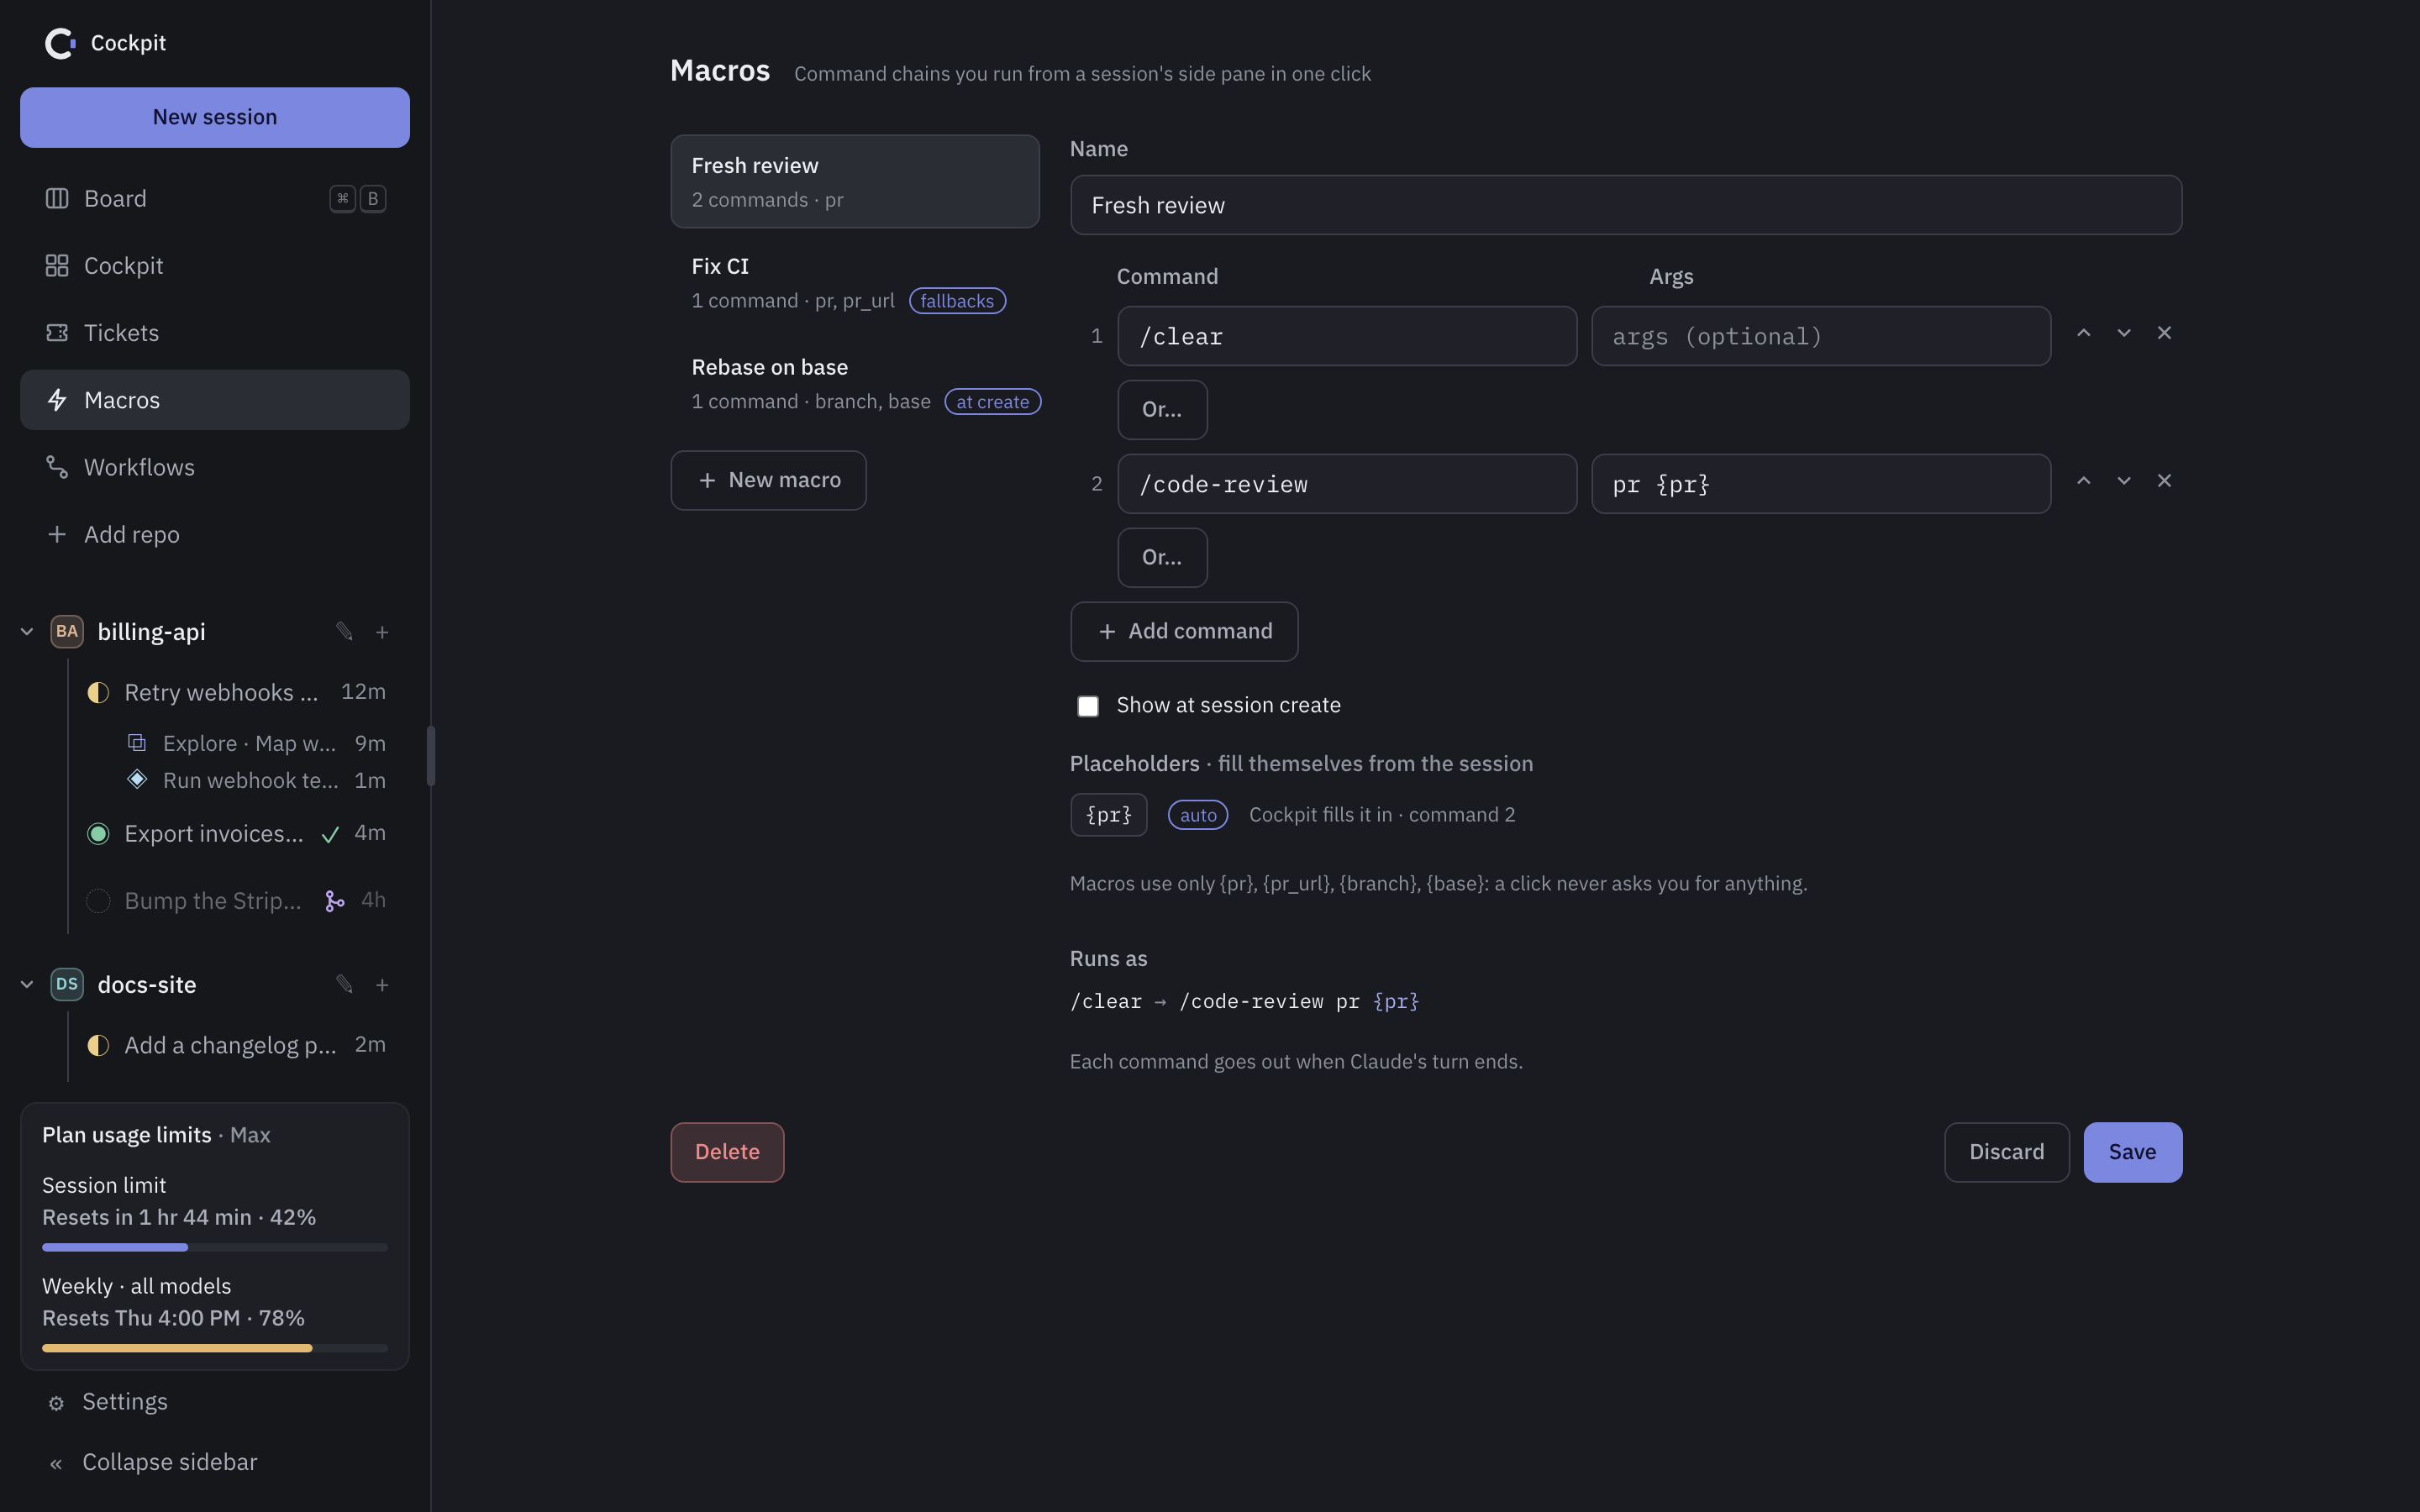 Cockpit
New session
Board ⌘ B
Cockpit
Tickets
Macros
Workflows
Add repo
BA billing-api
Retry webhooks ... 12m
Explore · Map w... 9m
Run webhook te... 1m
Export invoices... 4m
Bump the Strip... 4h
DS docs-site
Add a changelog p... 2m
Plan usage limits · Max
Session limit
Resets in 1 hr 44 min · 42%
Weekly · all models
Resets Thu 4:00 PM · 78%
Settings
« Collapse sidebar
Macros Command chains you run from a session's side pane in one click
Fresh review
2 commands · pr
Fix CI
1 command · pr, pr_url fallbacks
Rebase on base
1 command · branch, base at create
+ New macro
Name
Fresh review
Command Args
1 /clear args (optional)
Or...
2 /code-review pr {pr}
Or...
+ Add command
Show at session create
Placeholders · fill themselves from the session
{pr} auto Cockpit fills it in · command 2
Macros use only {pr}, {pr_url}, {branch}, {base}: a click never asks you for anything.
Runs as
/clear → /code-review pr {pr}
Each command goes out when Claude's turn ends.
Delete Discard Save